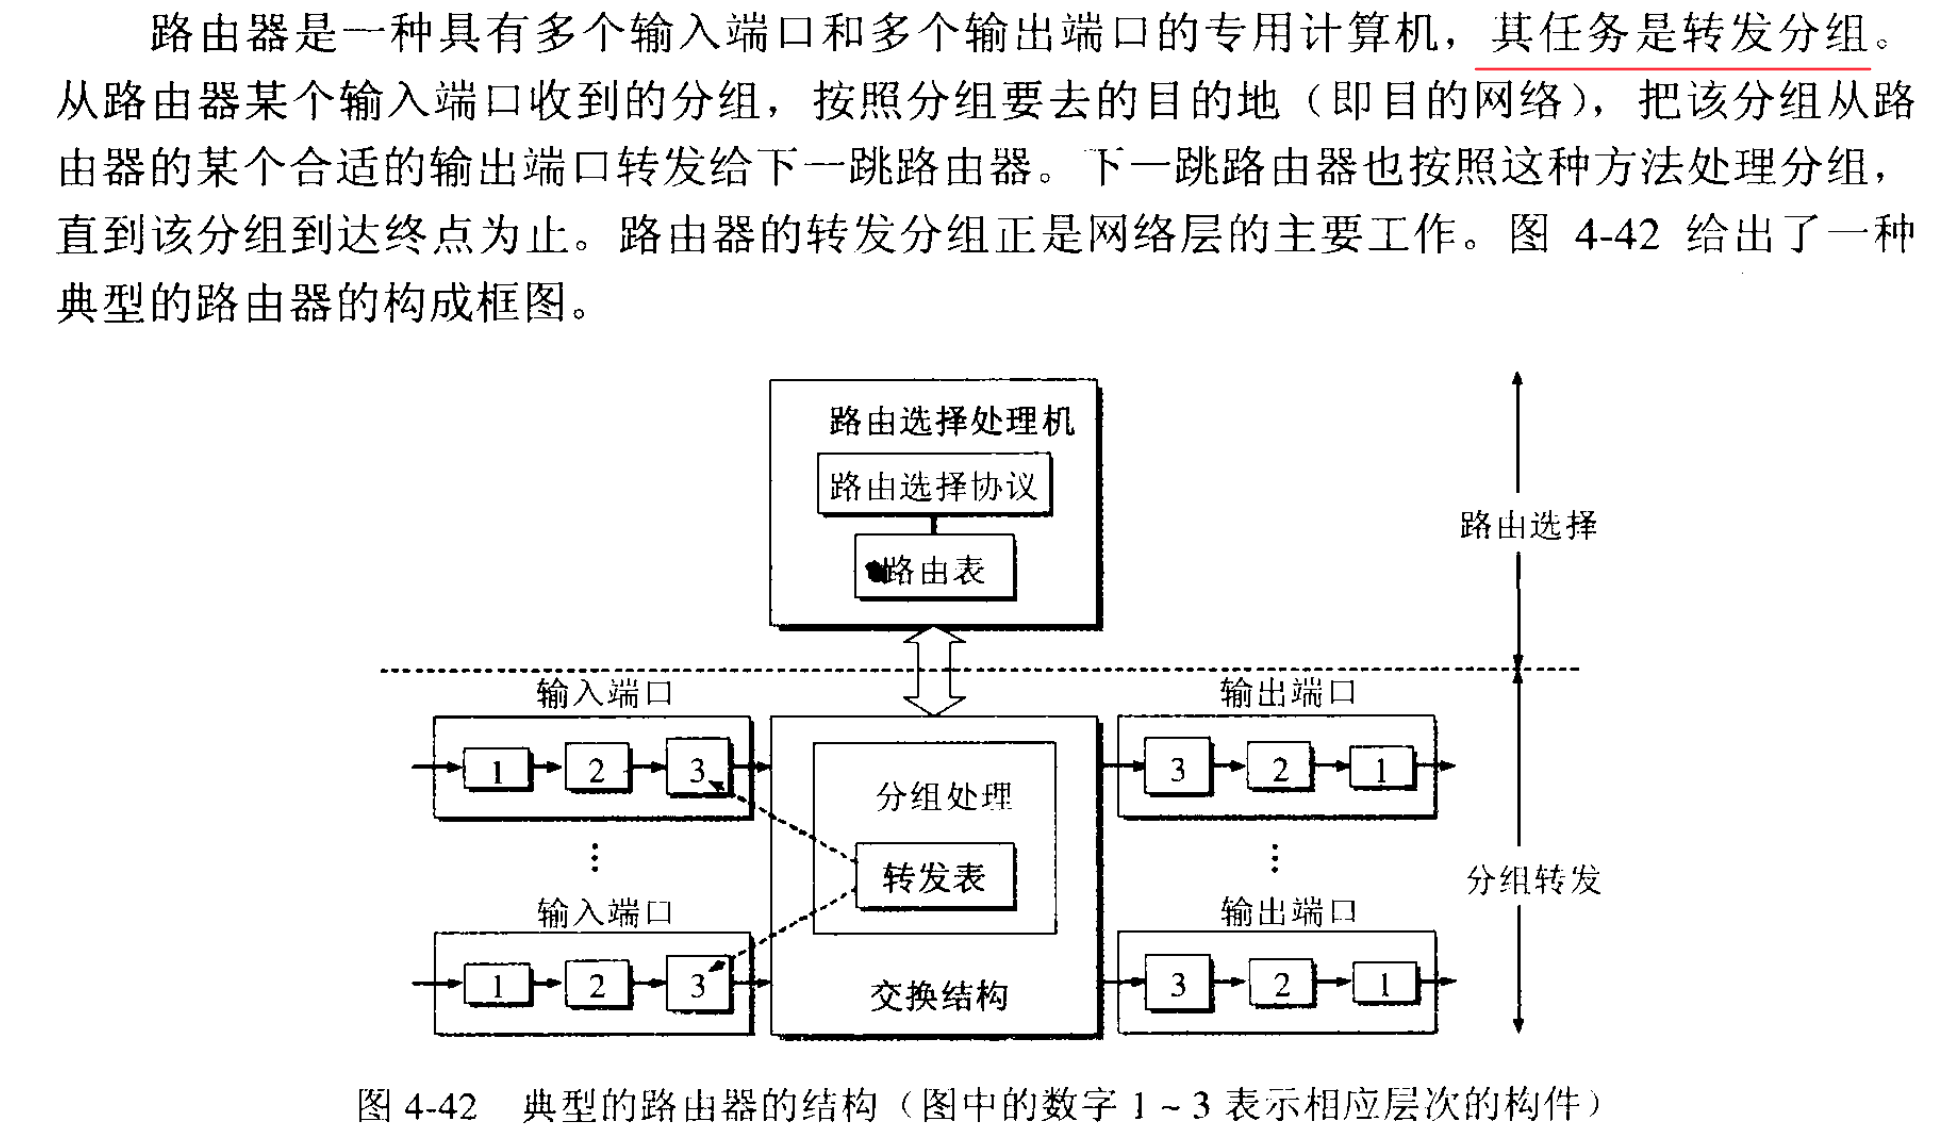 路由器是一种具有多个输入端口和多个输出端口的专用计算机，其任务是转发分组。
从路由器某个输入端口收到的分组，按照分组要去的目的地（即目的网络），把该分组从路
由器的某个合适的输出端口转发给下一跳路由器。下一跳路由器也按照这种方法处理分组，
直到该分组到达终点为止。路由器的转发分组正是网络层的主要工作。图 4-42 给出了一种
典型的路由器的构成框图。
路由选择处理机
路由选择协议
路由表
路由选择
输入端口
输出端口
1 2 3
分组处理
3 2 1
转发表
分组转发
输入端口
输出端口
1 2 3
交换结构
3 2 1
图 4-42 典型的路由器的结构（图中的数字 1 ~ 3 表示相应层次的构件）